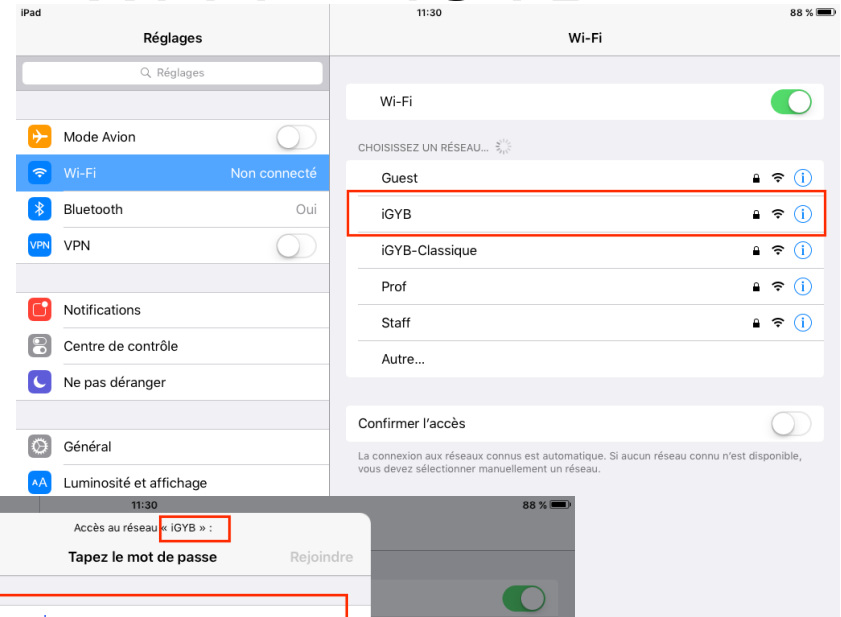 iPad 11:30 88 %
Réglages
Wi-Fi
Réglages
Wi-Fi
Mode Avion
CHOISISSEZ UN RÉSEAU...
Wi-Fi Non connecté
Guest
Bluetooth Oui
iGYB
VPN VPN
iGYB-Classique
Prof
Notifications
Staff
Centre de contrôle
Autre...
Ne pas déranger
Confirmer l'accès
Général
La connexion aux réseaux connus est automatique. Si aucun réseau connu n'est disponible,
vous devez sélectionner manuellement un réseau.
AA Luminosité et affichage
11:30 88 %
Accès au réseau « iGYB » :
Tapez le mot de passe Rejoindre